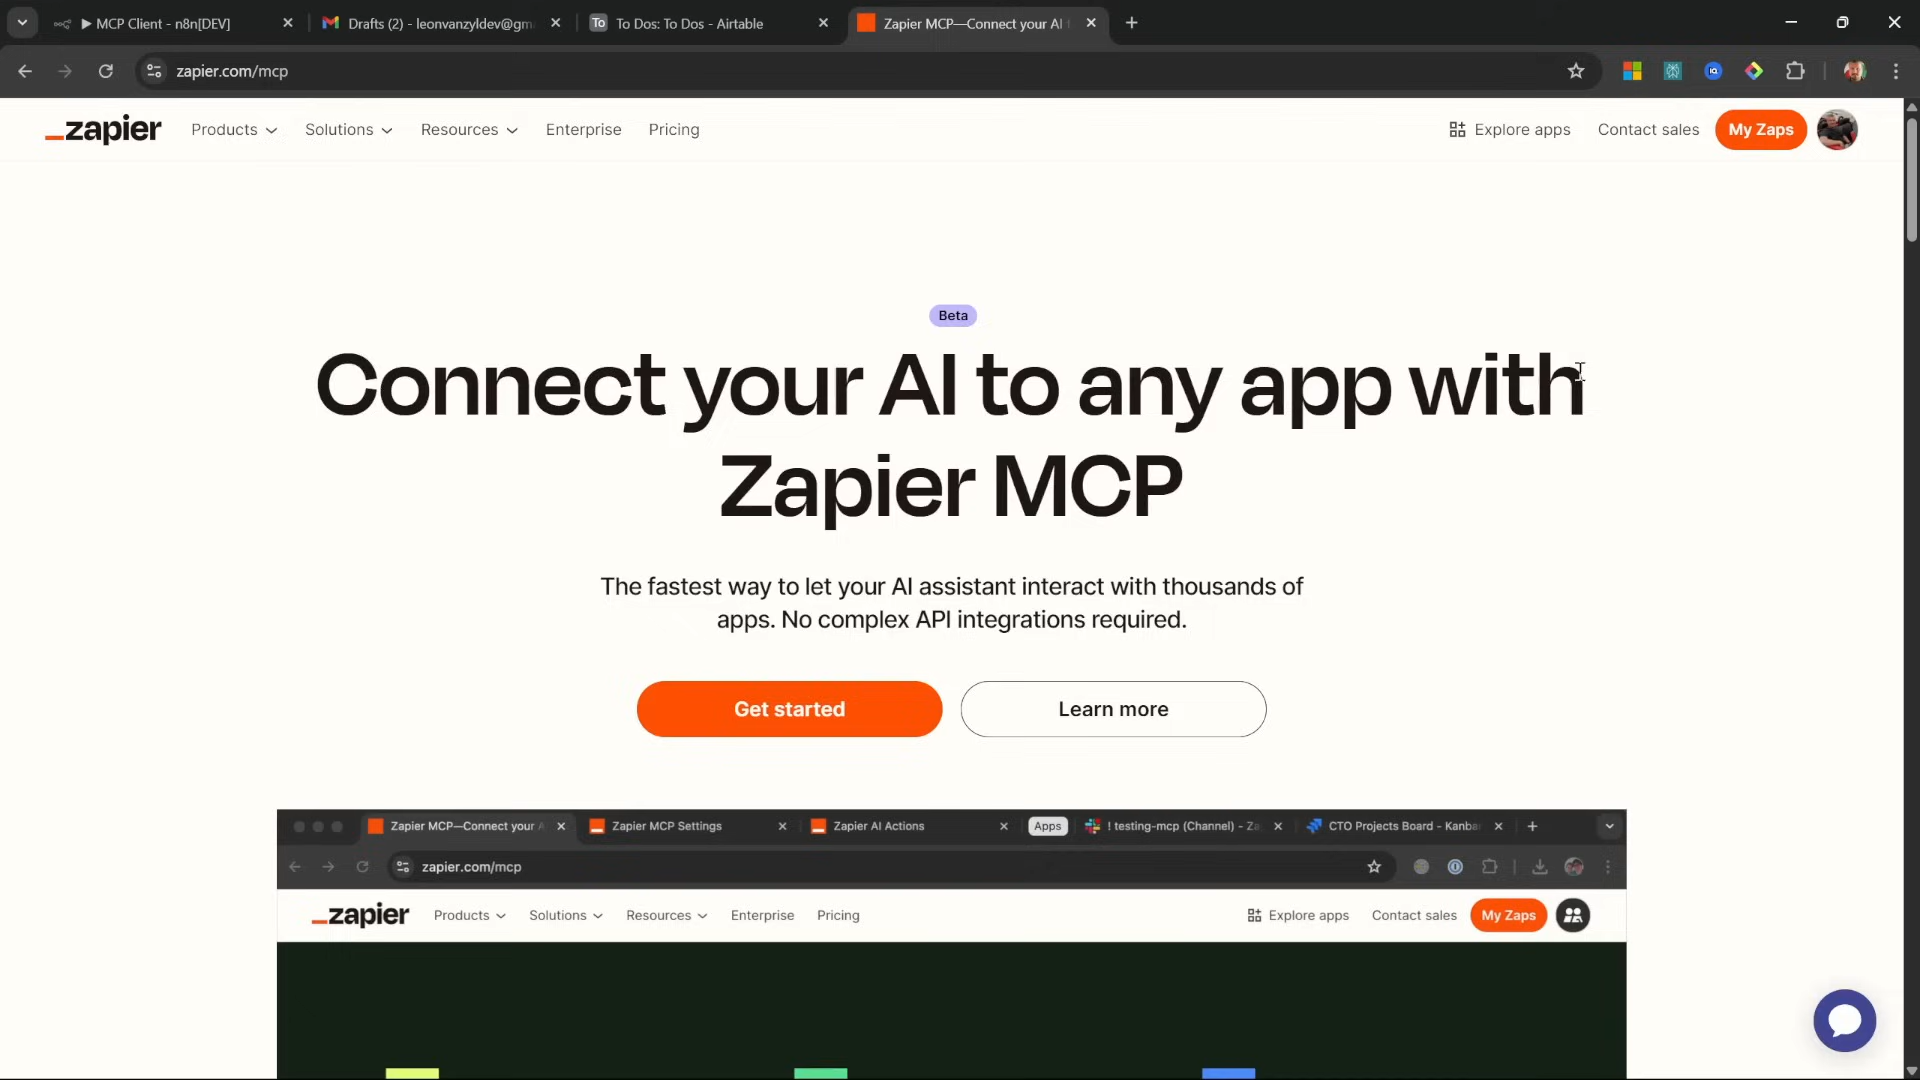 MCP Client - n8n[DEV]
Drafts (2) - leonvanzyldev@gm
To
To Dos: To Dos - Airtable
Zapier MCP—Connect your AI
zapier.com/mcp
zapier
Products
Solutions
Resources
Enterprise
Pricing
Explore apps
Contact sales
My Zaps
Beta
Connect your AI to any app with
Zapier MCP
The fastest way to let your AI assistant interact with thousands of
apps. No complex API integrations required.
Get started
Learn more
Zapier MCP—Connect your A
Zapier MCP Settings
Zapier AI Actions
Apps
! testing-mcp (Channel) - Za
CTO Projects Board - Kanba
zapier.com/mcp
zapier
Products
Solutions
Resources
Enterprise
Pricing
Explore apps
Contact sales
My Zaps